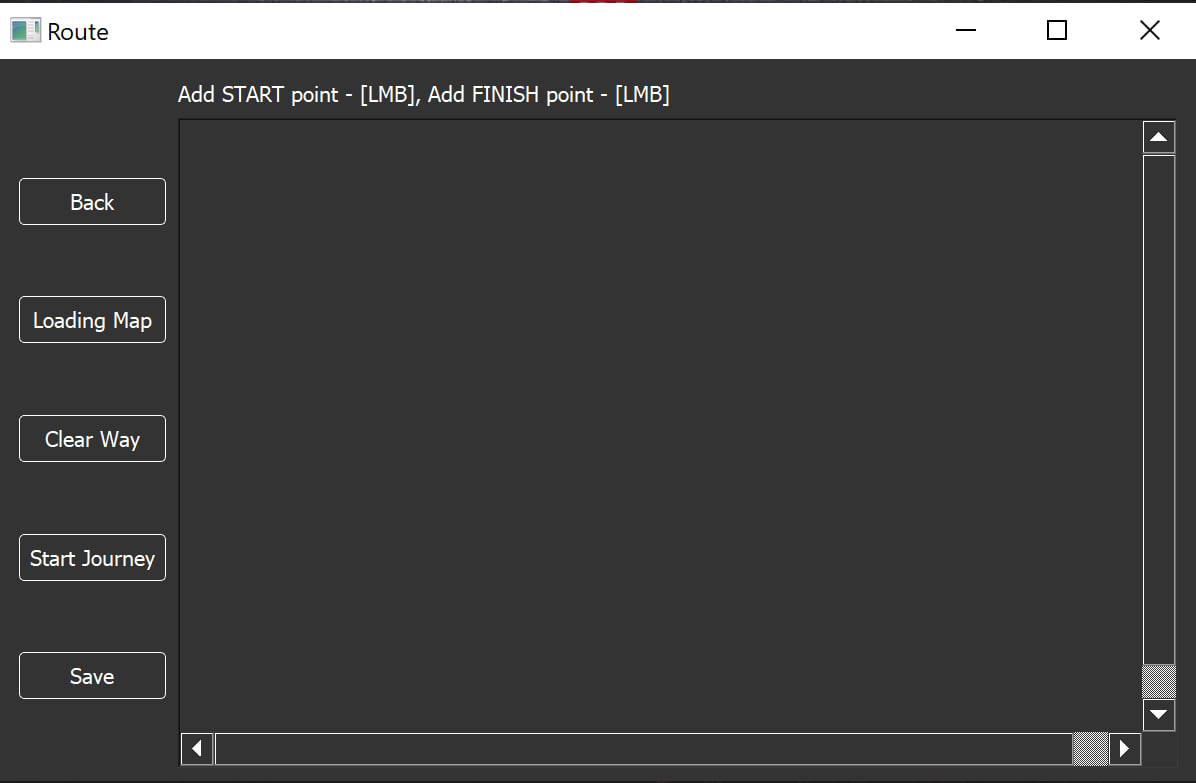 Route
Add START point - [LMB], Add FINISH point - [LMB]
Back
Loading Map
Clear Way
Start Journey
Save